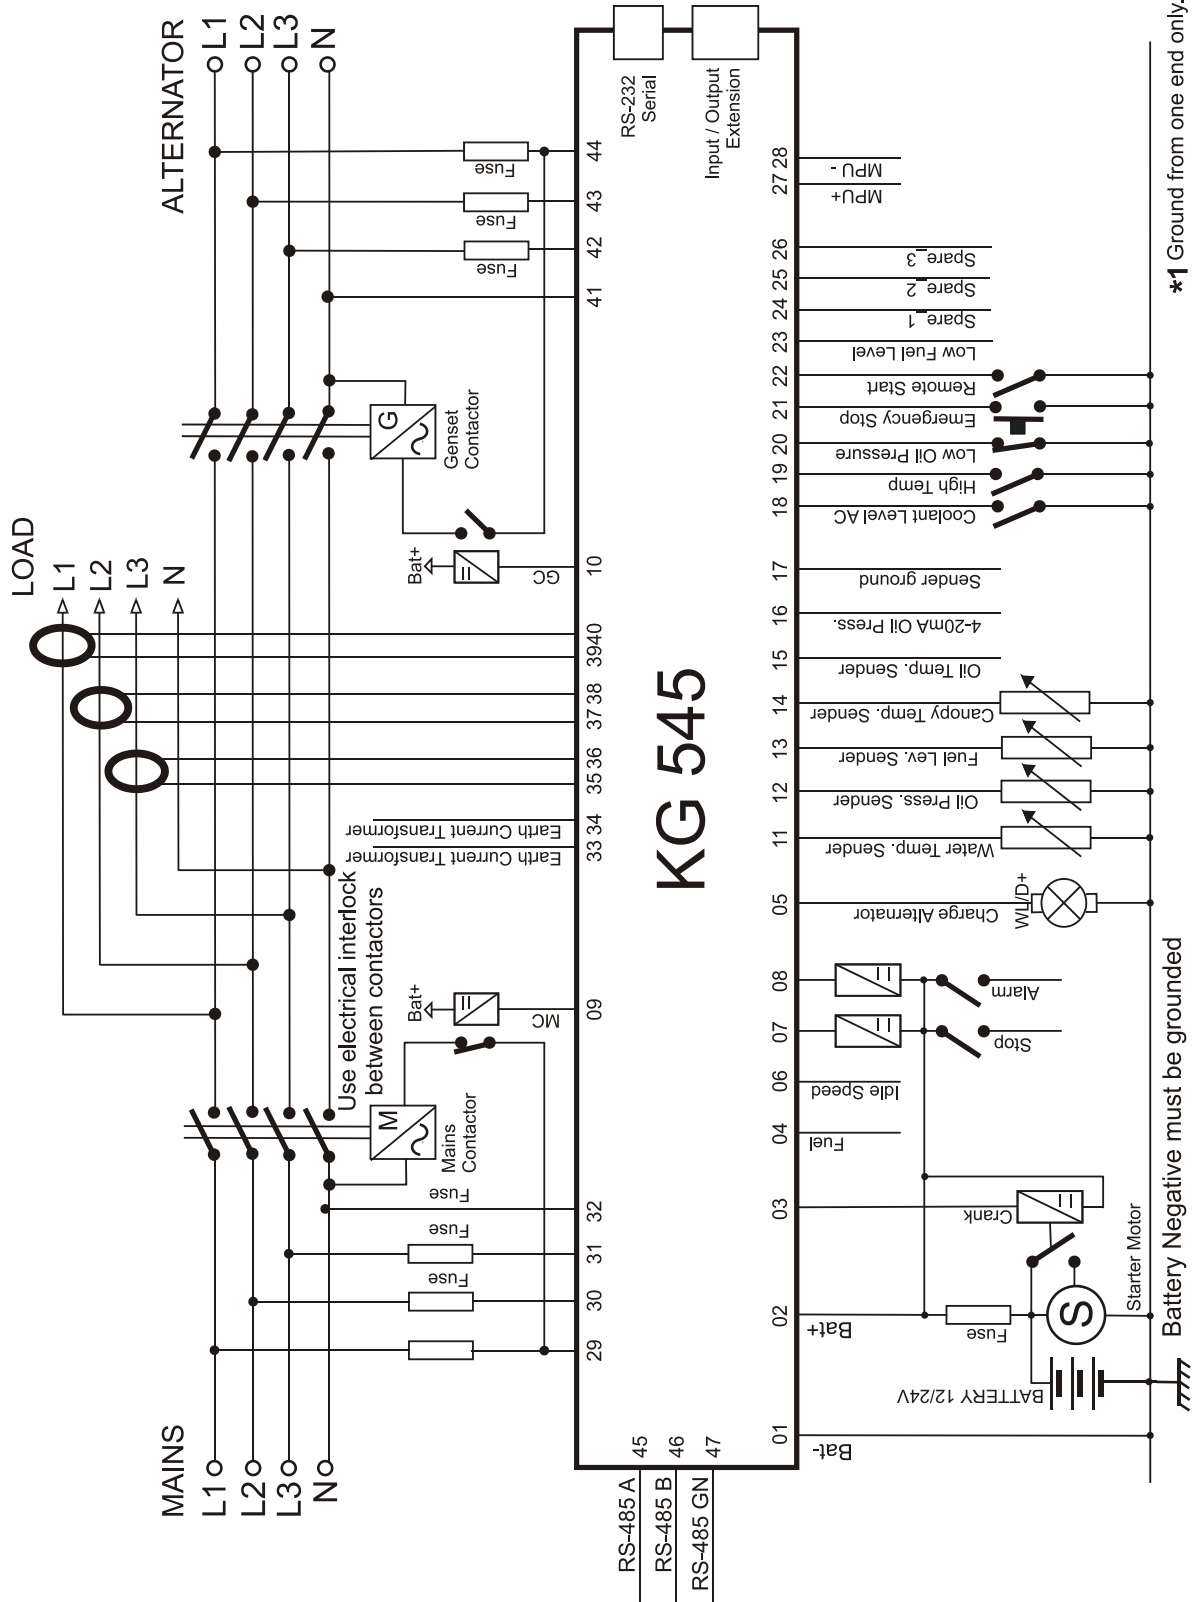 MAINS
L1
L2
L3
N
LOAD
L1
L2
L3
N
ALTERNATOR
L1
L2
L3
N
Use electrical interlock
between contactors
M
Mains
Contactor
G
Genset
Contactor
Bat+
MC
Bat+
GC
Fuse
Fuse
Fuse
Fuse
Fuse
Fuse
Earth Current Transformer
Earth Current Transformer
29
30
31
32
09
33
34
35
36
37
38
39
40
10
41
42
43
44
KG 545
RS-232
Serial
Input / Output
Extension
RS-485 A
RS-485 B
RS-485 GN
45
46
47
01
02
03
04
06
07
08
05
11
12
13
14
15
16
17
18
19
20
21
22
23
24
25
26
27
28
Bat-
Bat+
Crank
Fuel
Idle Speed
Stop
Alarm
Charge Alternator
Water Temp. Sender
Oil Press. Sender
Fuel Lev. Sender
Canopy Temp. Sender
Oil Temp. Sender
4-20mA Oil Press.
Sender ground
Coolant Level AC
High Temp
Low Oil Pressure
Emergency Stop
Remote Start
Low Fuel Level
Spare_1
Spare_2
Spare_3
MPU+
MPU -
BATTERY 12/24V
Fuse
S
Starter Motor
WL/D+
Battery Negative must be grounded
*1 Ground from one end only.